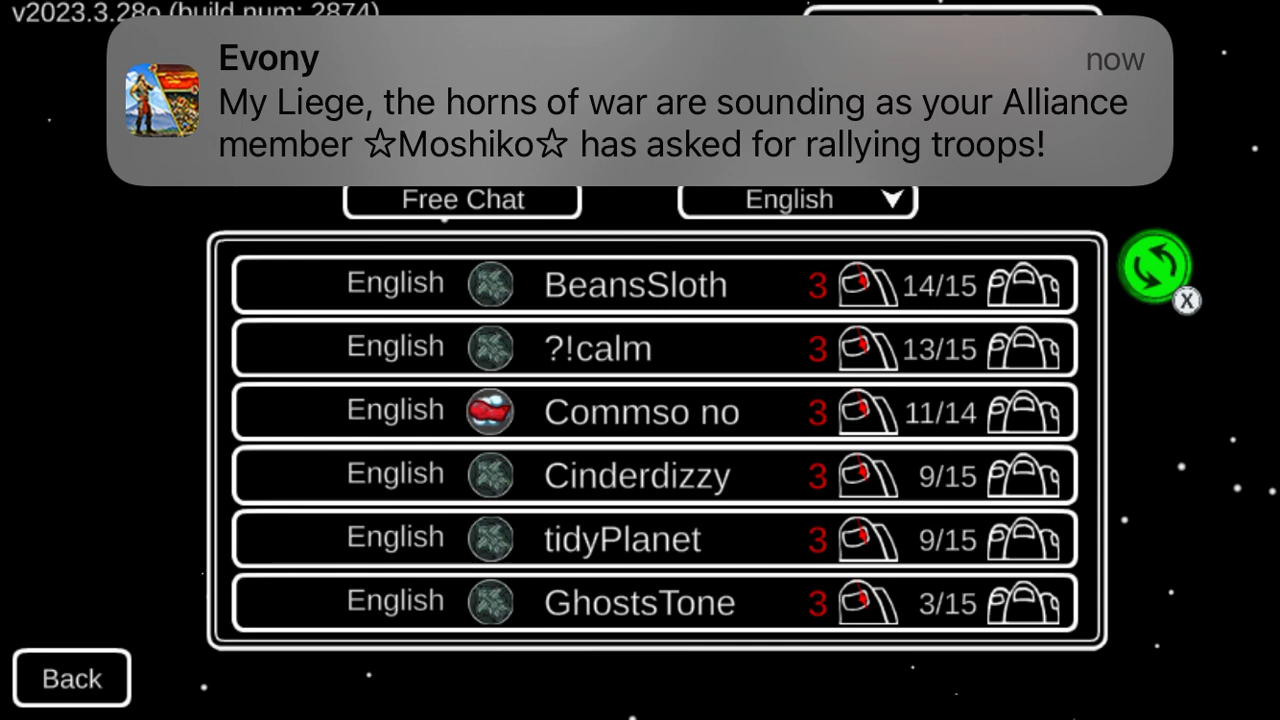 v2023.3.28o (build num: 2874)
Evony now
My Liege, the horns of war are sounding as your Alliance
member ☆Moshiko☆ has asked for rallying troops!
Free Chat English
English BeansSloth 3 14/15
English ?!calm 3 13/15
English Commso no 3 11/14
English Cinderdizzy 3 9/15
English tidyPlanet 3 9/15
English GhostsTone 3 3/15
X
Back